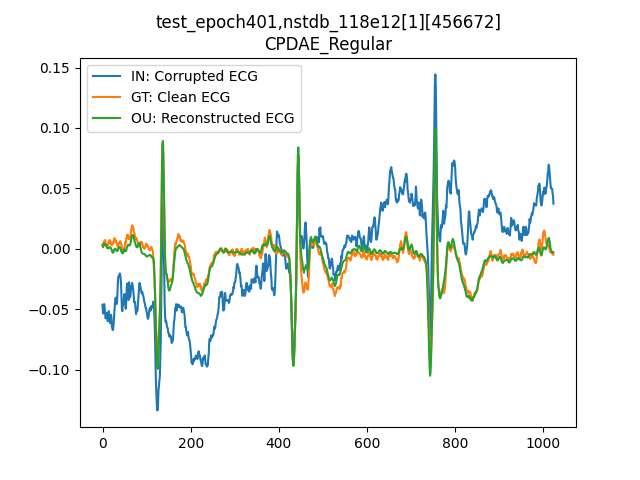 test_epoch401,nstdb_118e12[1][456672]
CPDAE_Regular
IN: Corrupted ECG
GT: Clean ECG
OU: Reconstructed ECG
0.15
0.10
0.05
0.00
−0.05
−0.10
0 200 400 600 800 1000